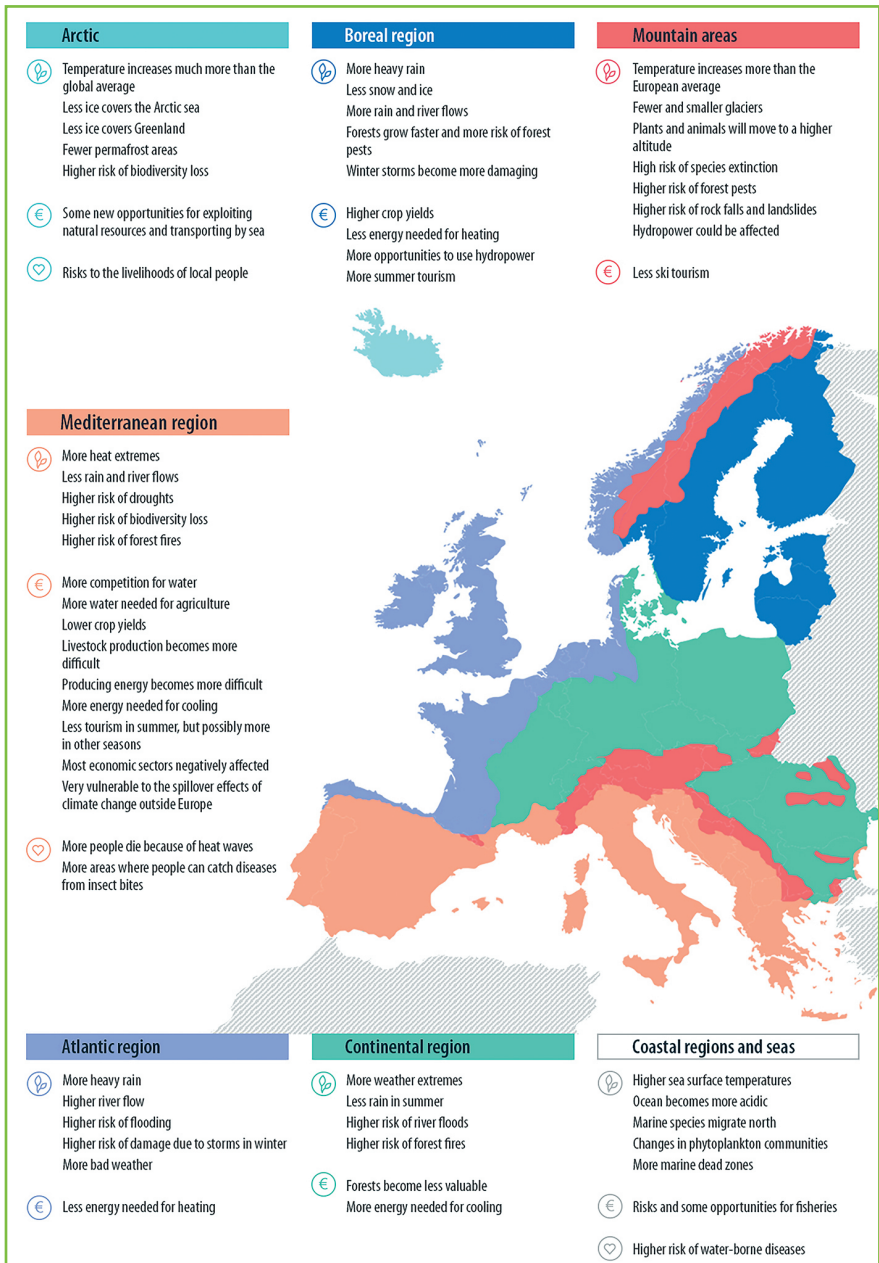 Arctic
Temperature increases much more than the
global average
Less ice covers the Arctic sea
Less ice covers Greenland
Fewer permafrost areas
Higher risk of biodiversity loss
€
Some new opportunities for exploiting
natural resources and transporting by sea
Risks to the livelihoods of local people
Boreal region
More heavy rain
Less snow and ice
More rain and river flows
Forests grow faster and more risk of forest
pests
Winter storms become more damaging
€
Higher crop yields
Less energy needed for heating
More opportunities to use hydropower
More summer tourism
Mountain areas
Temperature increases more than the
European average
Fewer and smaller glaciers
Plants and animals will move to a higher
altitude
High risk of species extinction
Higher risk of forest pests
Higher risk of rock falls and landslides
Hydropower could be affected
€
Less ski tourism
Mediterranean region
More heat extremes
Less rain and river flows
Higher risk of droughts
Higher risk of biodiversity loss
Higher risk of forest fires
€
More competition for water
More water needed for agriculture
Lower crop yields
Livestock production becomes more
difficult
Producing energy becomes more difficult
More energy needed for cooling
Less tourism in summer, but possibly more
in other seasons
Most economic sectors negatively affected
Very vulnerable to the spillover effects of
climate change outside Europe
More people die because of heat waves
More areas where people can catch diseases
from insect bites
Atlantic region
More heavy rain
Higher river flow
Higher risk of flooding
Higher risk of damage due to storms in winter
More bad weather
€
Less energy needed for heating
Continental region
More weather extremes
Less rain in summer
Higher risk of river floods
Higher risk of forest fires
€
Forests become less valuable
More energy needed for cooling
Coastal regions and seas
Higher sea surface temperatures
Ocean becomes more acidic
Marine species migrate north
Changes in phytoplankton communities
More marine dead zones
€
Risks and some opportunities for fisheries
Higher risk of water-borne diseases